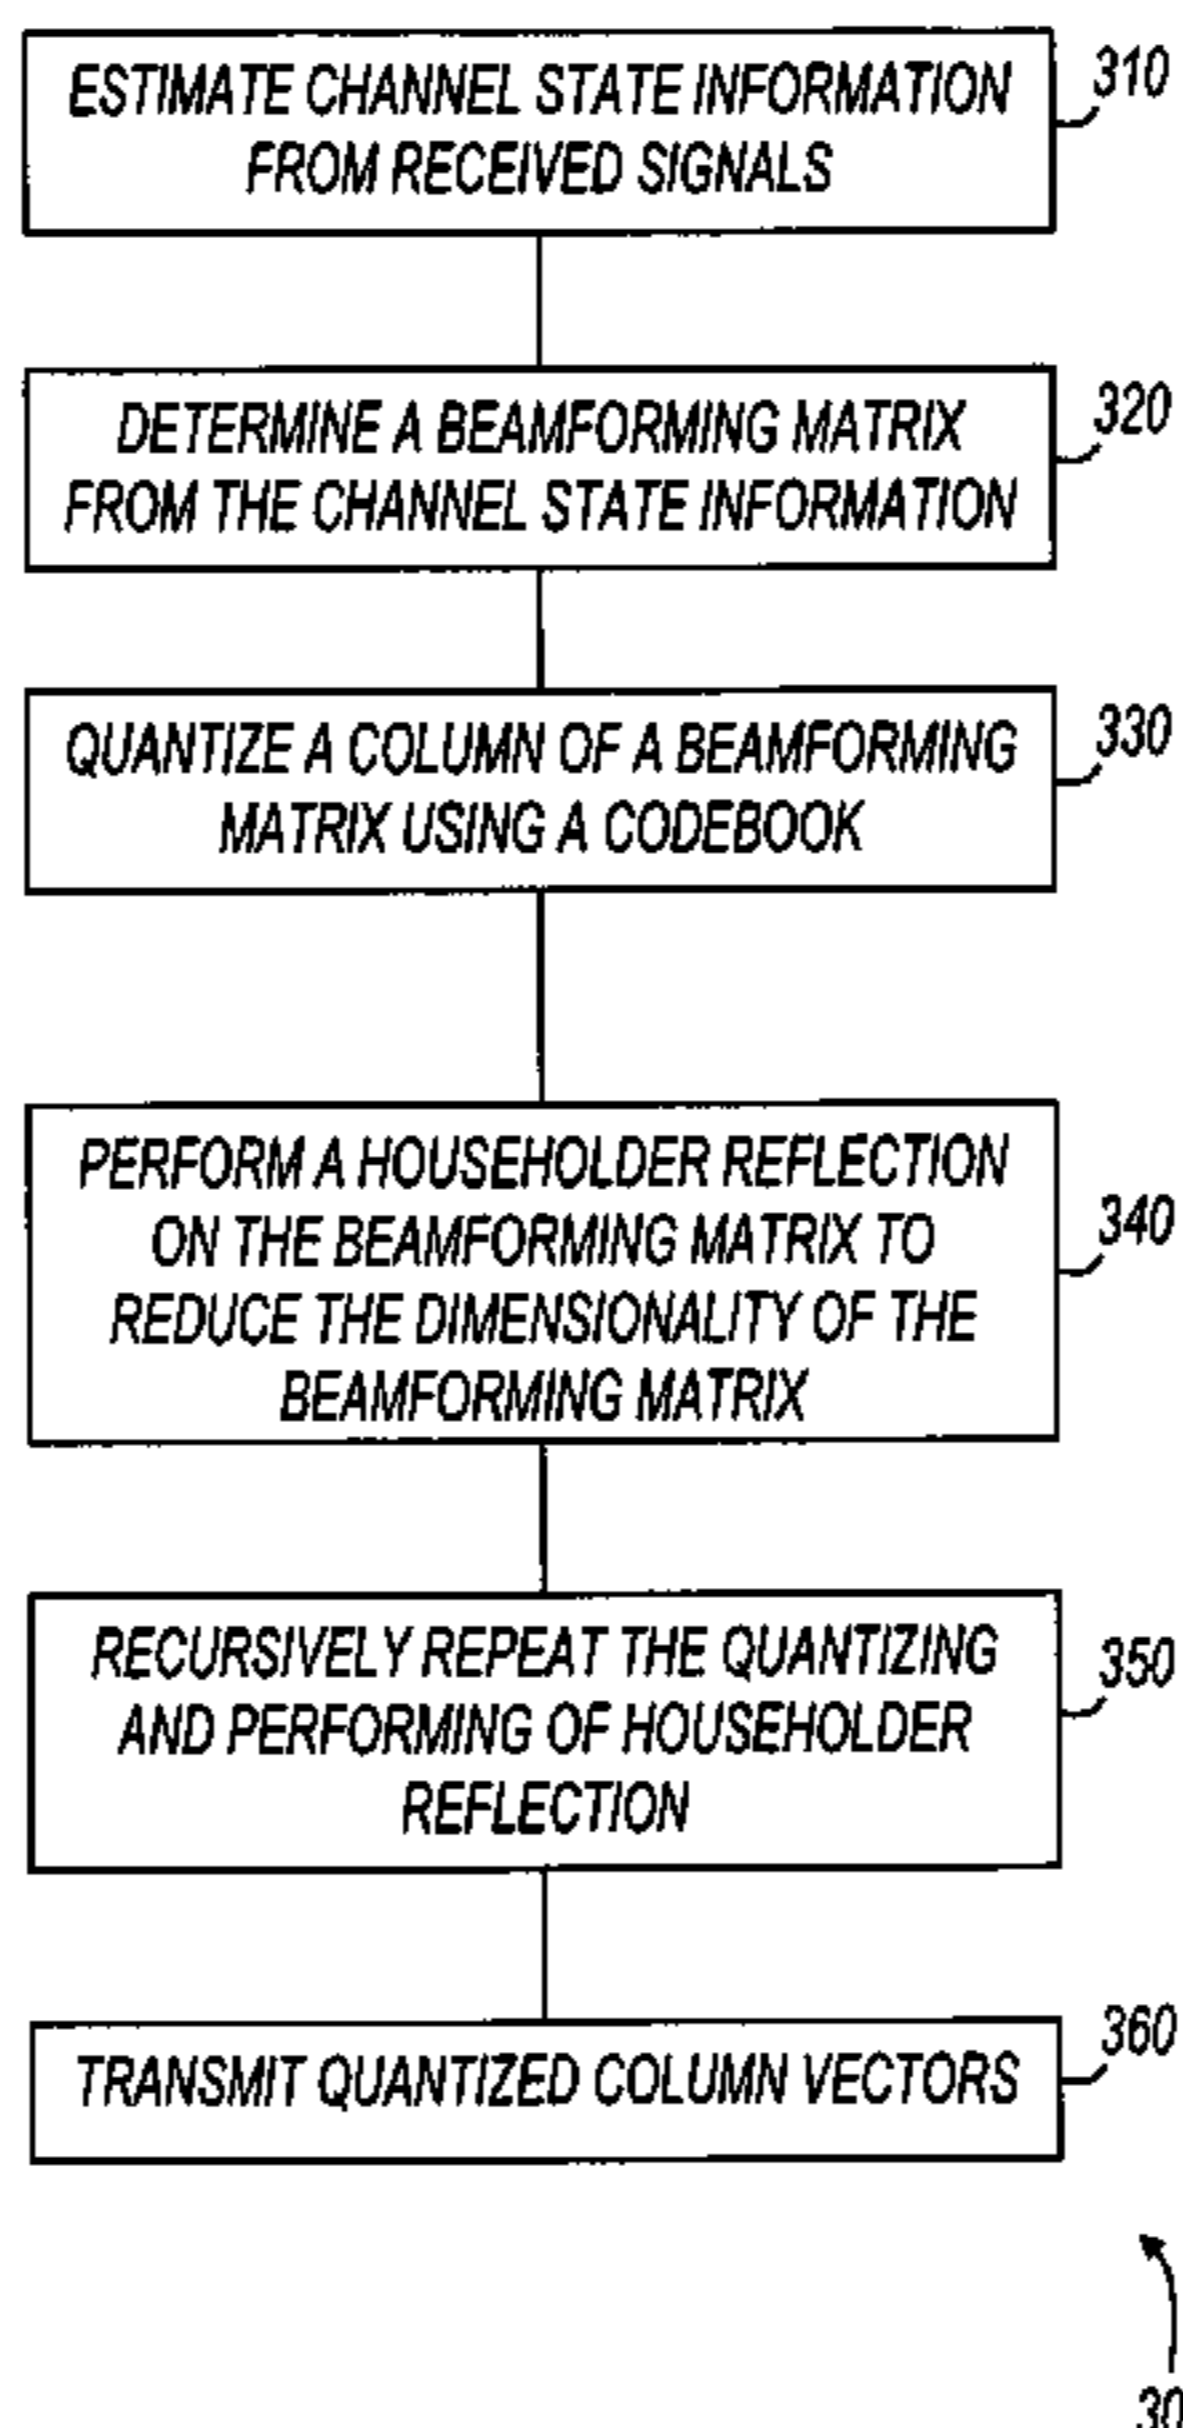 ESTIMATE CHANNEL STATE INFORMATION
FROM RECEIVED SIGNALS
310
DETERMINE A BEAMFORMING MATRIX
FROM THE CHANNEL STATE INFORMATION
320
QUANTIZE A COLUMN OF A BEAMFORMING
MATRIX USING A CODEBOOK
330
PERFORM A HOUSEHOLDER REFLECTION
ON THE BEAMFORMING MATRIX TO
REDUCE THE DIMENSIONALITY OF THE
BEAMFORMING MATRIX
340
RECURSIVELY REPEAT THE QUANTIZING
AND PERFORMING OF HOUSEHOLDER
REFLECTION
350
TRANSMIT QUANTIZED COLUMN VECTORS
360